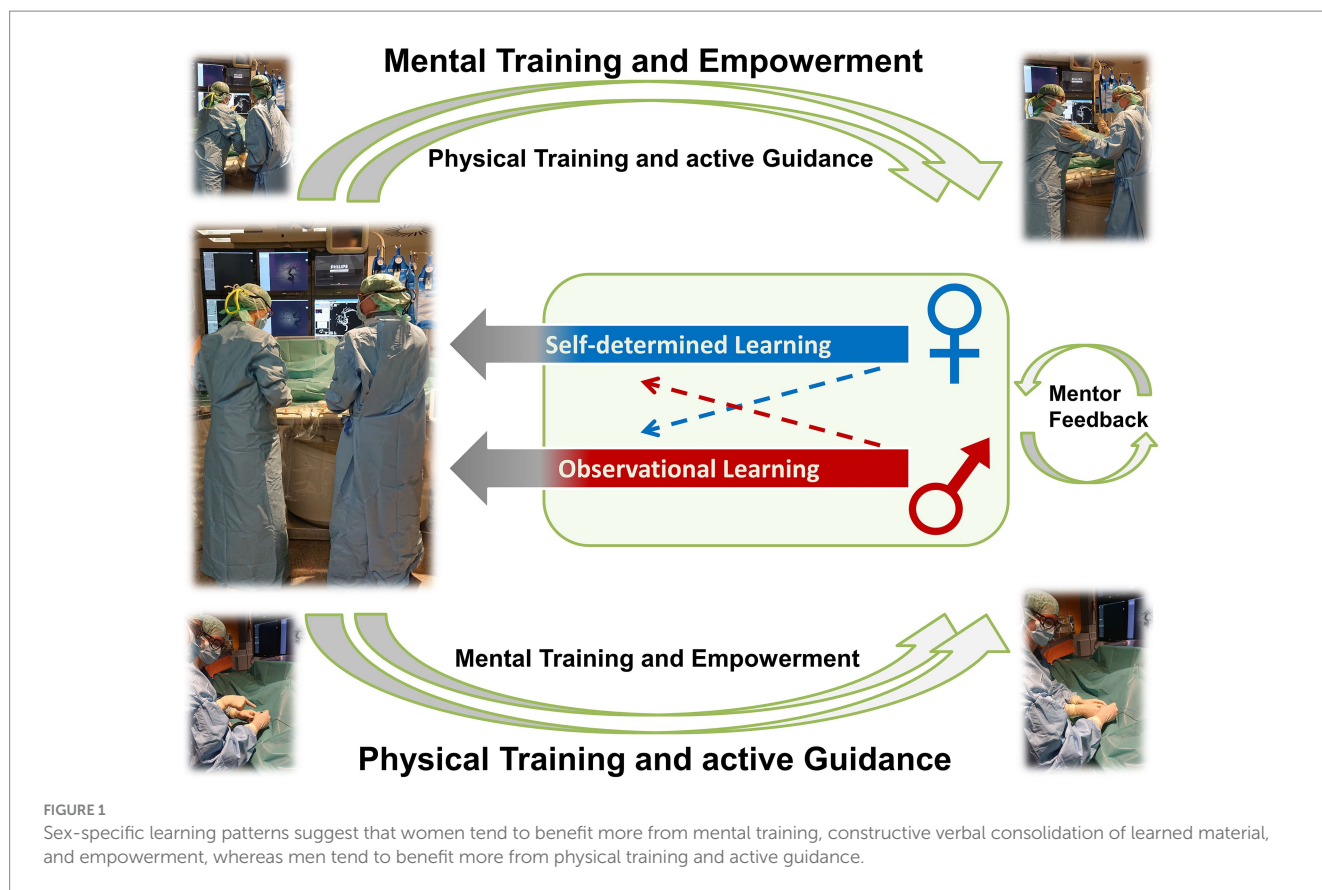 Mental Training and Empowerment
Physical Training and active Guidance
PHILIPS
Self-determined Learning
Observational Learning
Mentor
Feedback
Mental Training and Empowerment
Physical Training and active Guidance
FIGURE 1
Sex-specific learning patterns suggest that women tend to benefit more from mental training, constructive verbal consolidation of learned material,
and empowerment, whereas men tend to benefit more from physical training and active guidance.